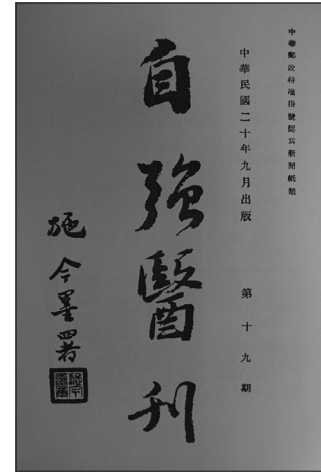 中華郵政特准掛號認為新聞紙類
中華民國二十年九月出版
第十九期
自強醫刊
施今墨署